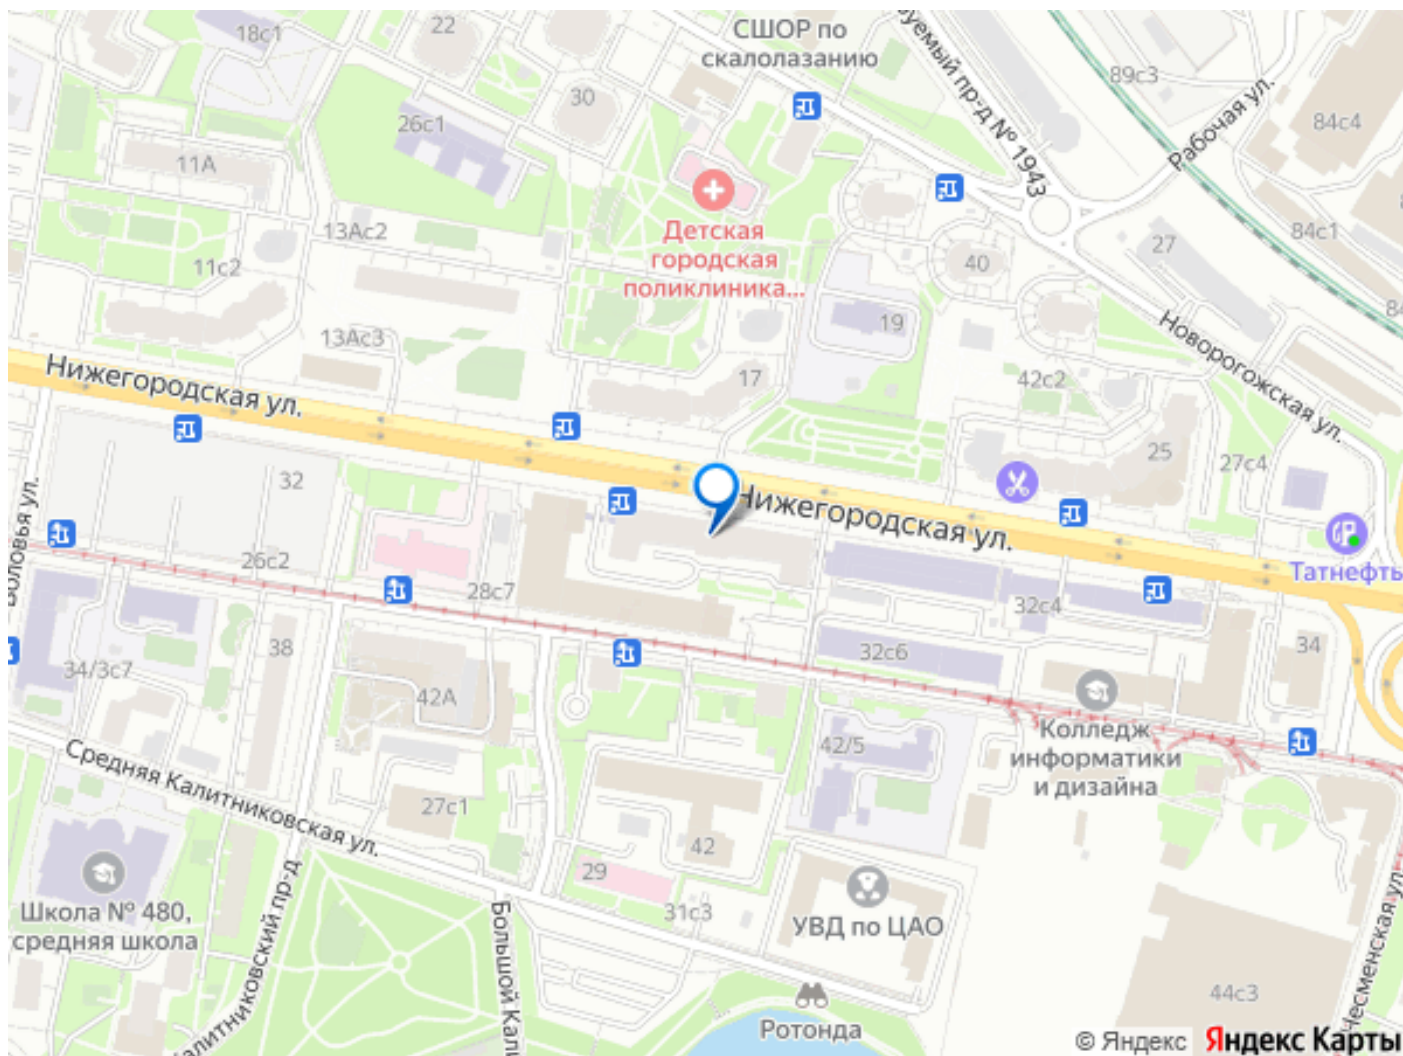 18с1
22
СШОР по
скалолазанию
89с3
30
26с1
84с4
Рабочая ул.
11А
пр-д № 1943
13Ас2
Детская
городская
поликлиника...
11с2
40
27
84с1
19
13Ас3
Новорогожская ул.
Нижегородская ул.
17
42с2
25
27с4
32
Нижегородская ул.
Татнефть
26с2
28с7
32с4
38
32с6
34
34/3с7
42А
Колледж
информатики
и дизайна
42/5
Средняя Калитниковская ул.
27с1
42
29
Школа № 480,
средняя школа
31с3
УВД по ЦАО
Большой
44с3
Ротонда
© Яндекс Яндекс Карты